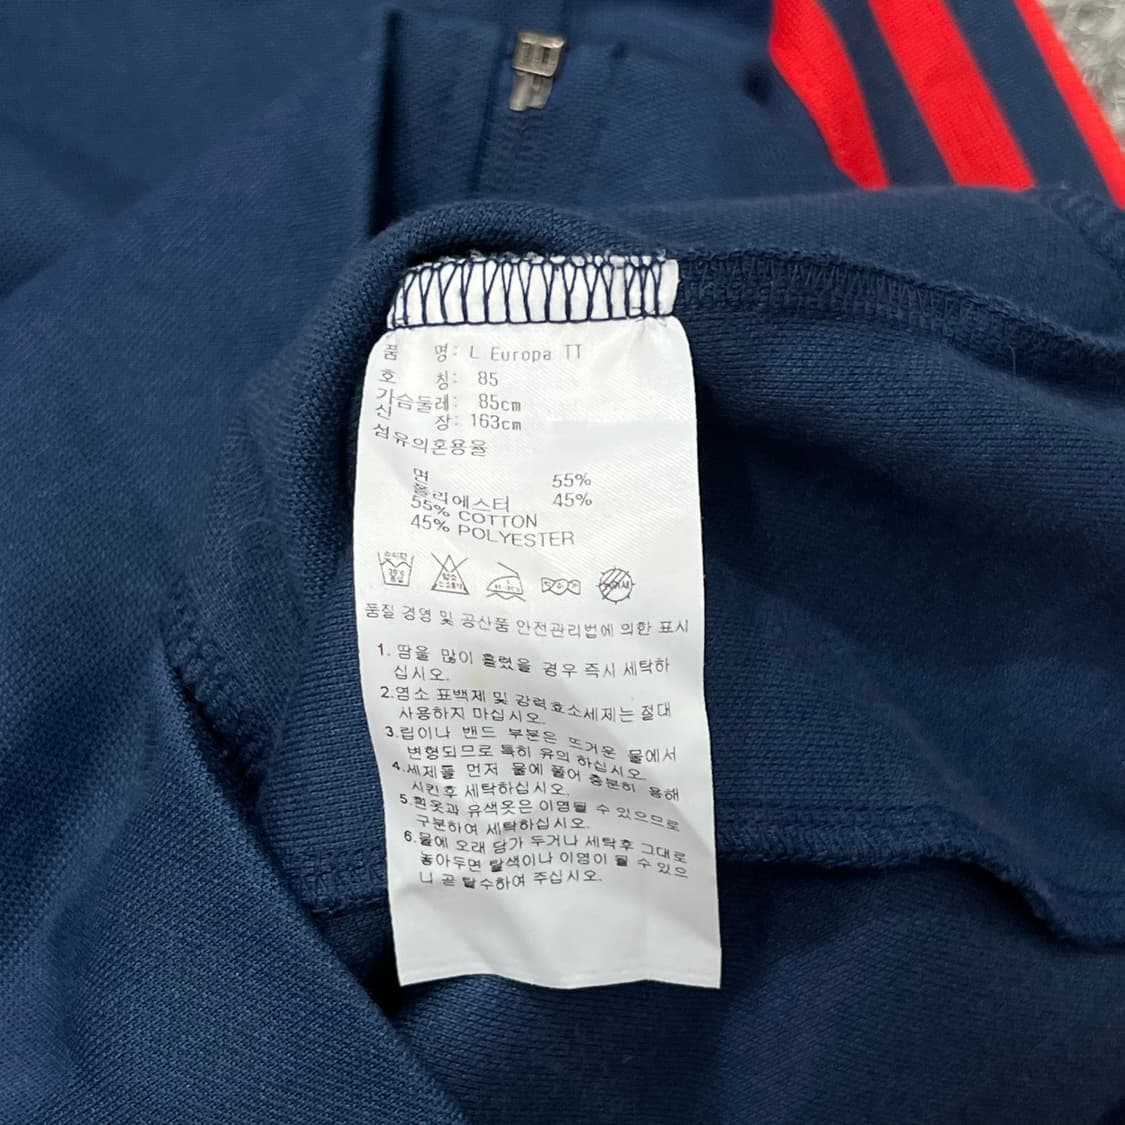 품 명: L Europa TT
호 칭: 85
가슴둘레: 85cm
신 장: 163cm
섬유의혼용율
면 55%
폴리에스터 45%
55% COTTON
45% POLYESTER
품질 경영 및 공산품 안전관리법에 의한 표시
1. 땀을 많이 흘렸을 경우 즉시 세탁하
십시오.
2.염소 표백제 및 강력효소세제는 절대
사용하지 마십시오.
3.립이나 밴드 부분은 뜨거운 물에서
변형되므로 특히 유의 하십시오.
4.세제를 먼저 물에 풀어 충분히 용해
시킨후 세탁하십시오.
5.흰옷과 유색옷은 이염될 수 있으므로
구분하여 세탁하십시오.
6.물에 오래 담가 두거나 세탁후 그대로
놓아두면 탈색이나 이염이 될 수 있으
니 곧 탈수하여 주십시오.